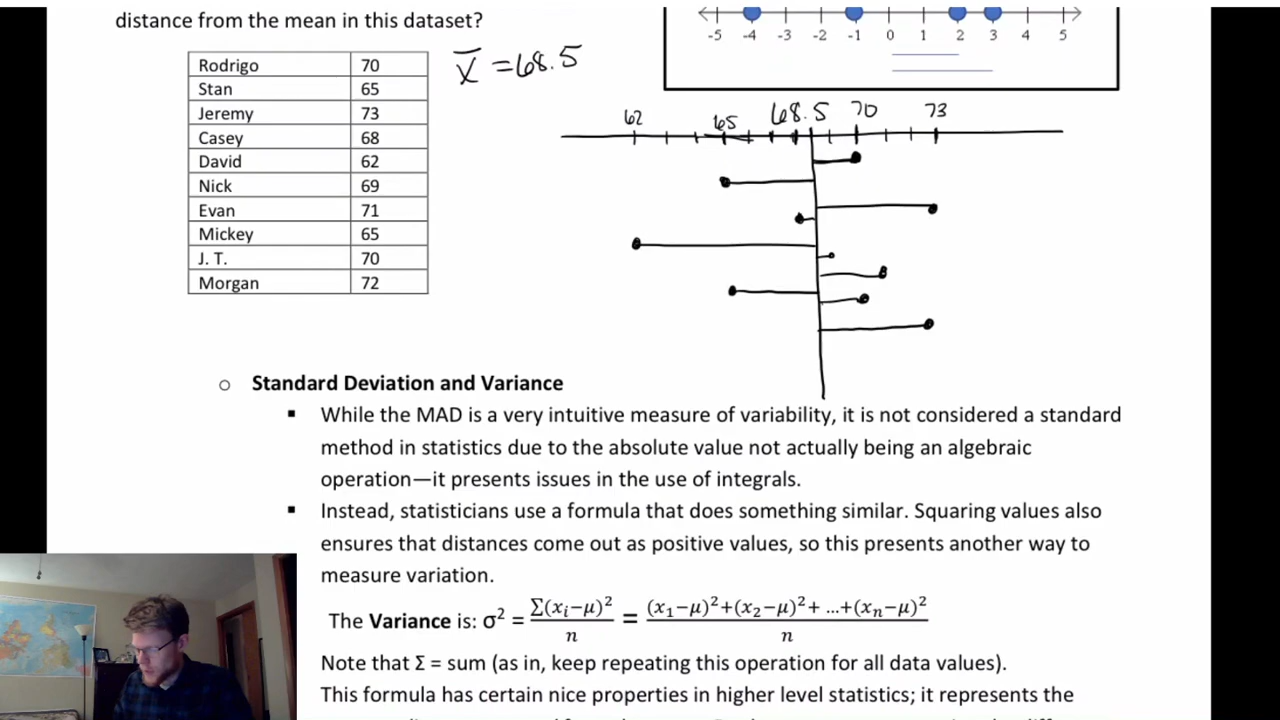 distance from the mean in this dataset?
-5 -4 -3 -2 -1 0 1 2 3 4 5
Rodrigo 70
Stan 65
Jeremy 73
Casey 68
David 62
Nick 69
Evan 71
Mickey 65
J. T. 70
Morgan 72
x̄ = 68.5
62 65 68.5 70 73
Standard Deviation and Variance
While the MAD is a very intuitive measure of variability, it is not considered a standard
method in statistics due to the absolute value not actually being an algebraic
operation—it presents issues in the use of integrals.
Instead, statisticians use a formula that does something similar. Squaring values also
ensures that distances come out as positive values, so this presents another way to
measure variation.
The Variance is: σ² = Σ(xᵢ−μ)²/n = (x₁−μ)²+(x₂−μ)²+ …+(xₙ−μ)²/n
Note that Σ = sum (as in, keep repeating this operation for all data values).
This formula has certain nice properties in higher level statistics; it represents the